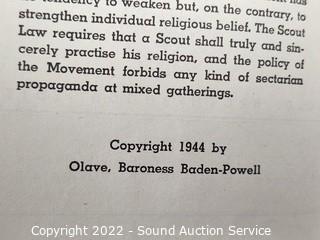 tendency to weaken but, on the contrary, to
strengthen individual religious belief. The Scout
Law requires that a Scout shall truly and sin-
cerely practise his religion, and the policy of
the Movement forbids any kind of sectarian
propaganda at mixed gatherings.
Copyright 1944 by
Olave, Baroness Baden-Powell
Copyright 2022 - Sound Auction Service